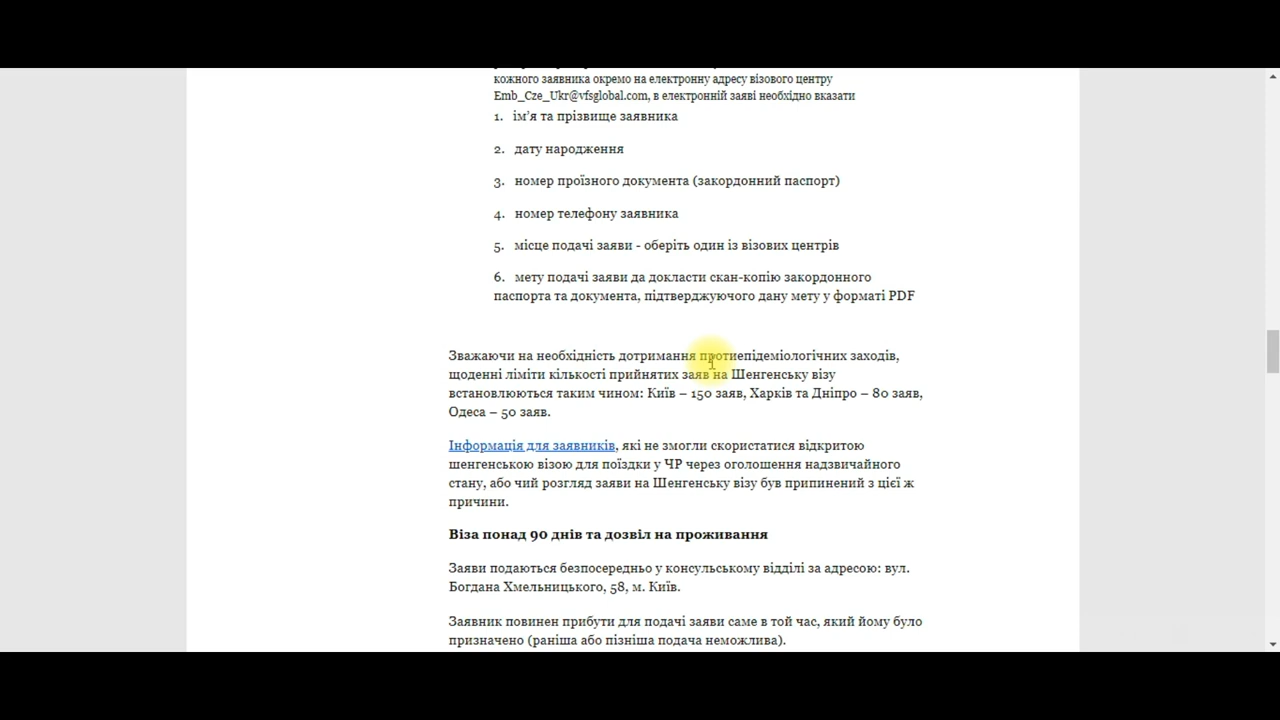 кожного заявника окремо на електронну адресу візового центру
Emb_Cze_Ukr@vfsglobal.com, в електронній заяві необхідно вказати
1. ім'я та прізвище заявника
2. дату народження
3. номер проїзного документа (закордонний паспорт)
4. номер телефону заявника
5. місце подачі заяви - оберіть один із візових центрів
6. мету подачі заяви да докласти скан-копію закордонного
паспорта та документа, підтверджуючого дану мету у форматі PDF
Зважаючи на необхідність дотримання протиепідеміологічних заходів,
щоденні ліміти кількості прийнятих заяв на Шенгенську візу
встановлюються таким чином: Київ – 150 заяв, Харків та Дніпро – 80 заяв,
Одеса – 50 заяв.
Інформація для заявників, які не змогли скористатися відкритою
шенгенською візою для поїздки у ЧР через оголошення надзвичайного
стану, або чий розгляд заяви на Шенгенську візу був припинений з цієї ж
причини.
Віза понад 90 днів та дозвіл на проживання
Заяви подаються безпосередньо у консульському відділі за адресою: вул.
Богдана Хмельницького, 58, м. Київ.
Заявник повинен прибути для подачі заяви саме в той час, який йому було
призначено (раніша або пізніша подача неможлива).